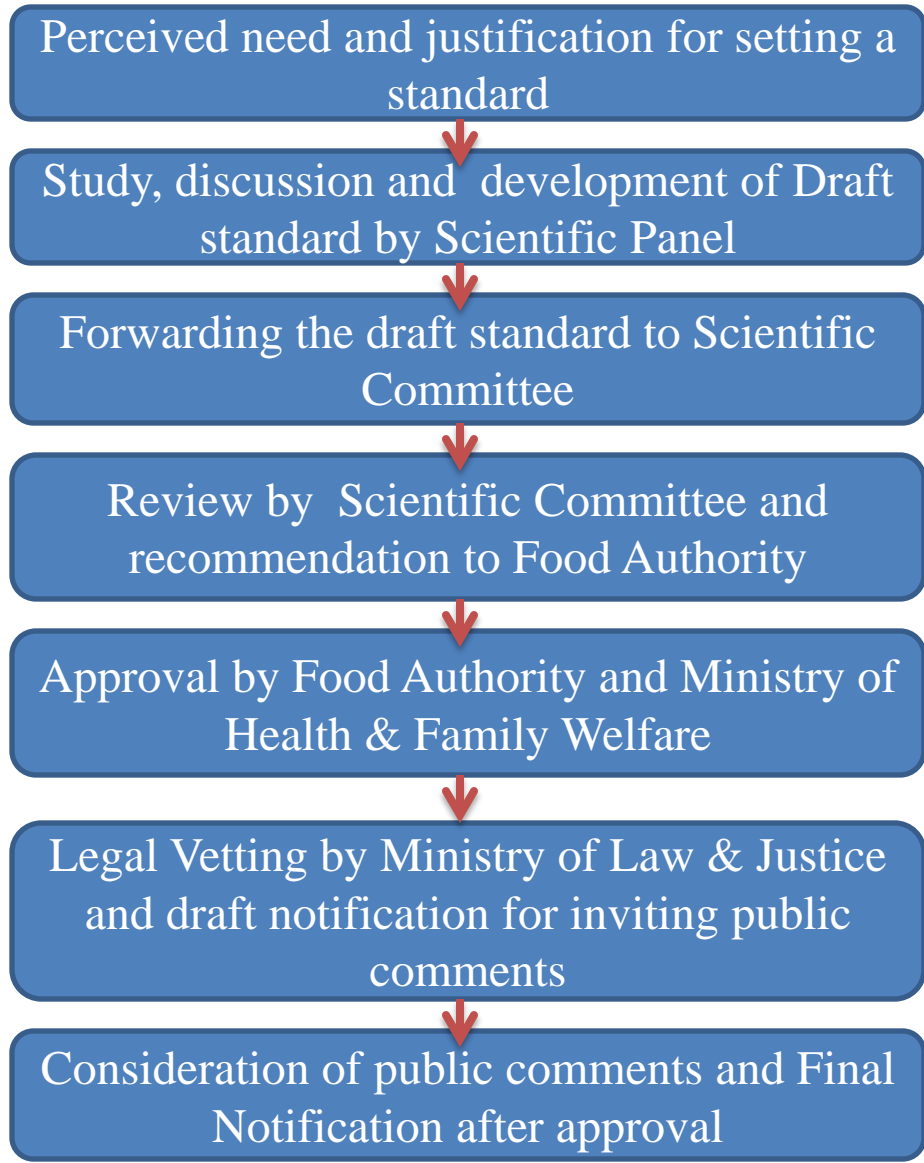 Perceived need and justification for setting a
standard
Study, discussion and  development of Draft
standard by Scientific Panel
Forwarding the draft standard to Scientific
Committee
Review by  Scientific Committee and
recommendation to Food Authority
Approval by Food Authority and Ministry of
Health & Family Welfare
Legal Vetting by Ministry of Law & Justice
and draft notification for inviting public
comments
Consideration of public comments and Final
Notification after approval